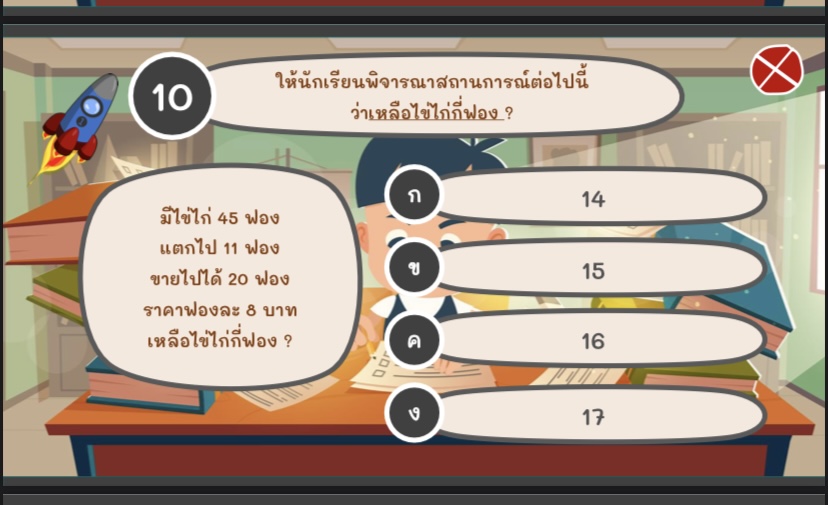 10
ให้นักเรียนพิจารณาสถานการณ์ต่อไปนี้
ว่าเหลือไข่ไก่กี่ฟอง ?
มีไข่ไก่ 45 ฟอง
แตกไป 11 ฟอง
ขายไปได้ 20 ฟอง
ราคาฟองละ 8 บาท
เหลือไข่ไก่กี่ฟอง ?
ก 14
ข 15
ค 16
ง 17